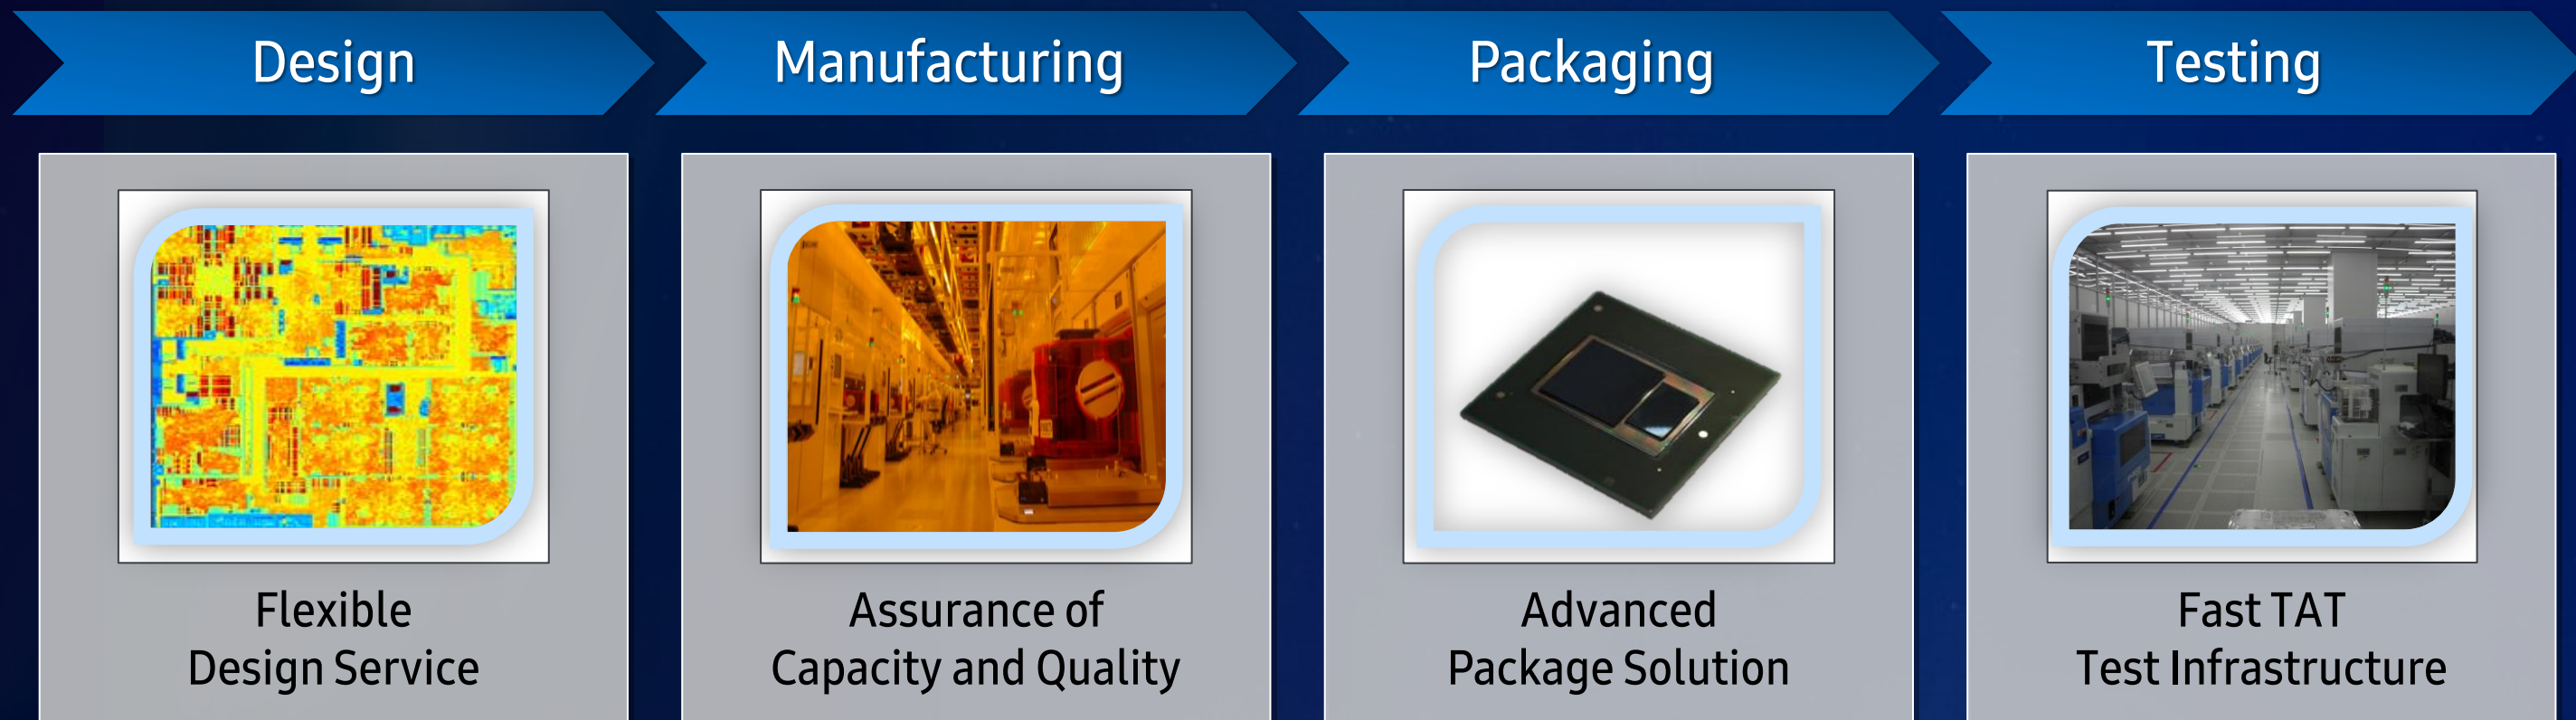 Design
Manufacturing
Packaging
Testing
Flexible
Design Service
Assurance of
Capacity and Quality
Advanced
Package Solution
Fast TAT
Test Infrastructure